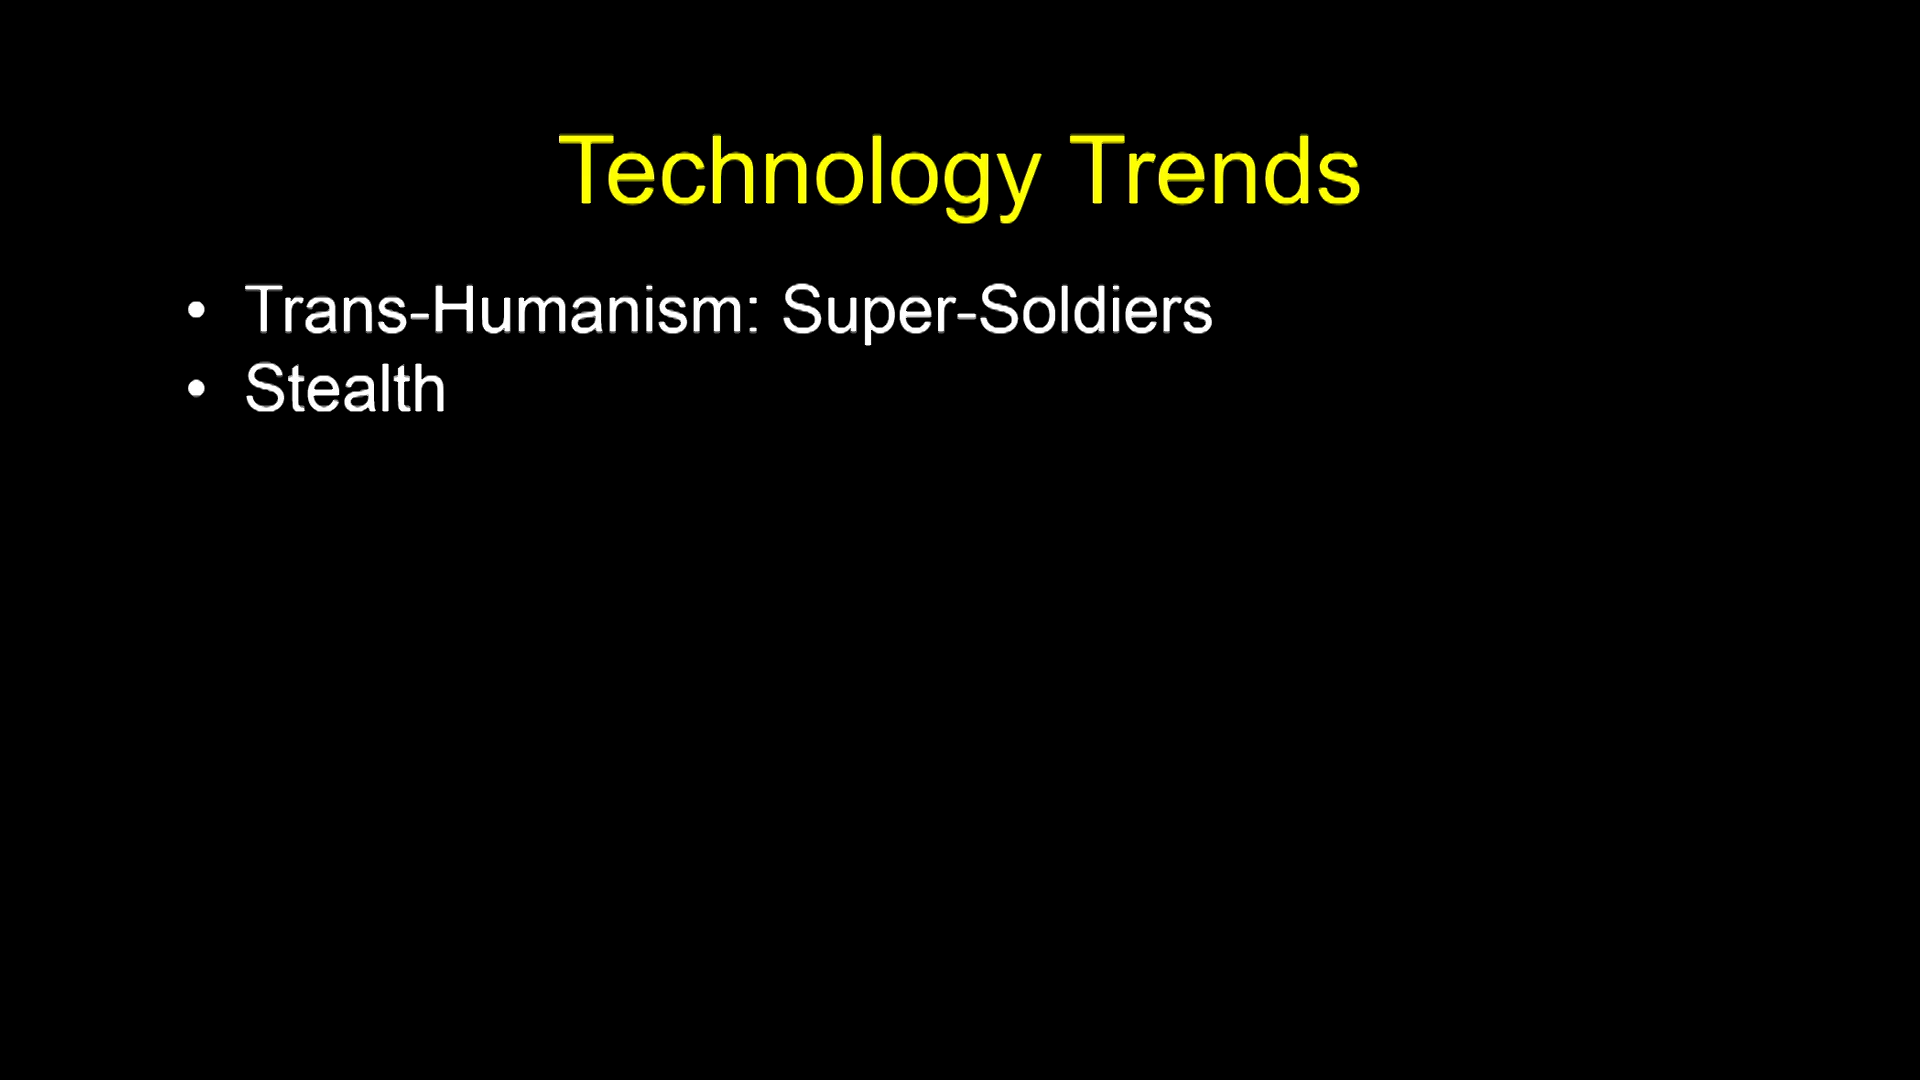 Technology Trends
• Trans-Humanism: Super-Soldiers
• Stealth